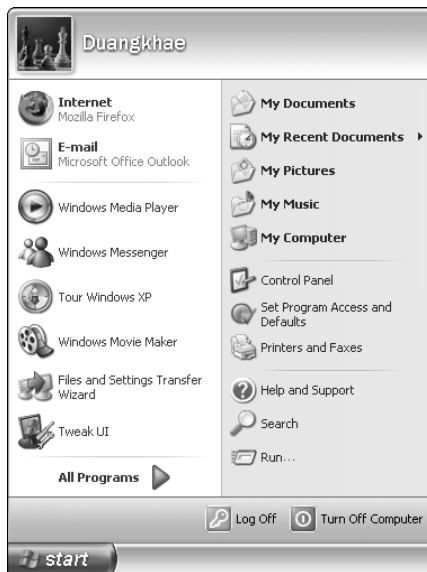 Duangkhae
Internet
Mozilla Firefox
E-mail
Microsoft Office Outlook
Windows Media Player
Windows Messenger
Tour Windows XP
Windows Movie Maker
Files and Settings Transfer
Wizard
Tweak UI
All Programs
My Documents
My Recent Documents
My Pictures
My Music
My Computer
Control Panel
Set Program Access and
Defaults
Printers and Faxes
Help and Support
Search
Run...
Log Off
Turn Off Computer
start